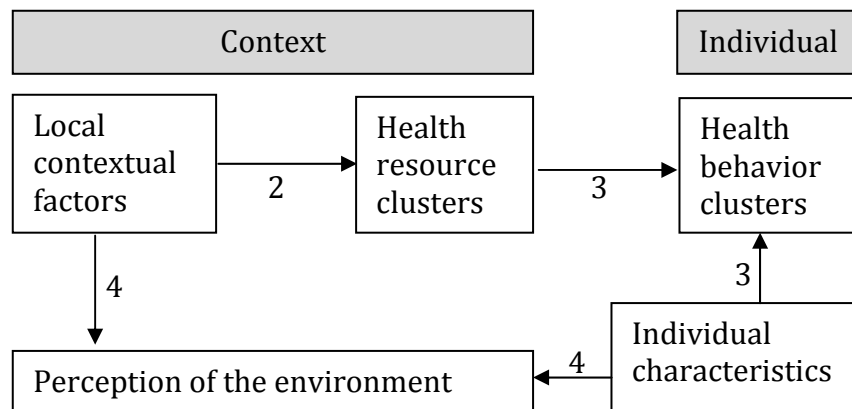 Context
Individual
Local
contextual
factors
2
Health
resource
clusters
3
Health
behavior
clusters
4
3
Individual
characteristics
4
Perception of the environment